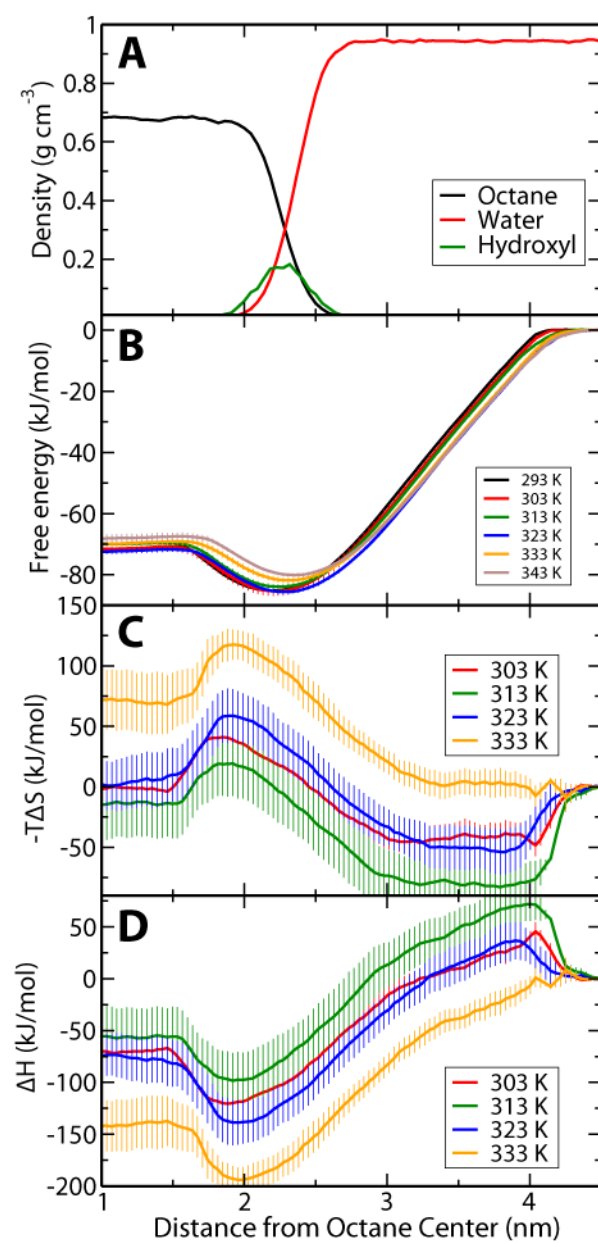 A
1
0.8
0.6
0.4
0.2
Density (g cm⁻³)
Octane
Water
Hydroxyl
B
0
-20
-40
-60
-80
Free energy (kJ/mol)
293 K
303 K
313 K
323 K
333 K
343 K
C
150
100
50
0
-50
-TΔS (kJ/mol)
303 K
313 K
323 K
333 K
D
50
0
-50
-100
-150
-200
ΔH (kJ/mol)
303 K
313 K
323 K
333 K
1 2 3 4
Distance from Octane Center (nm)